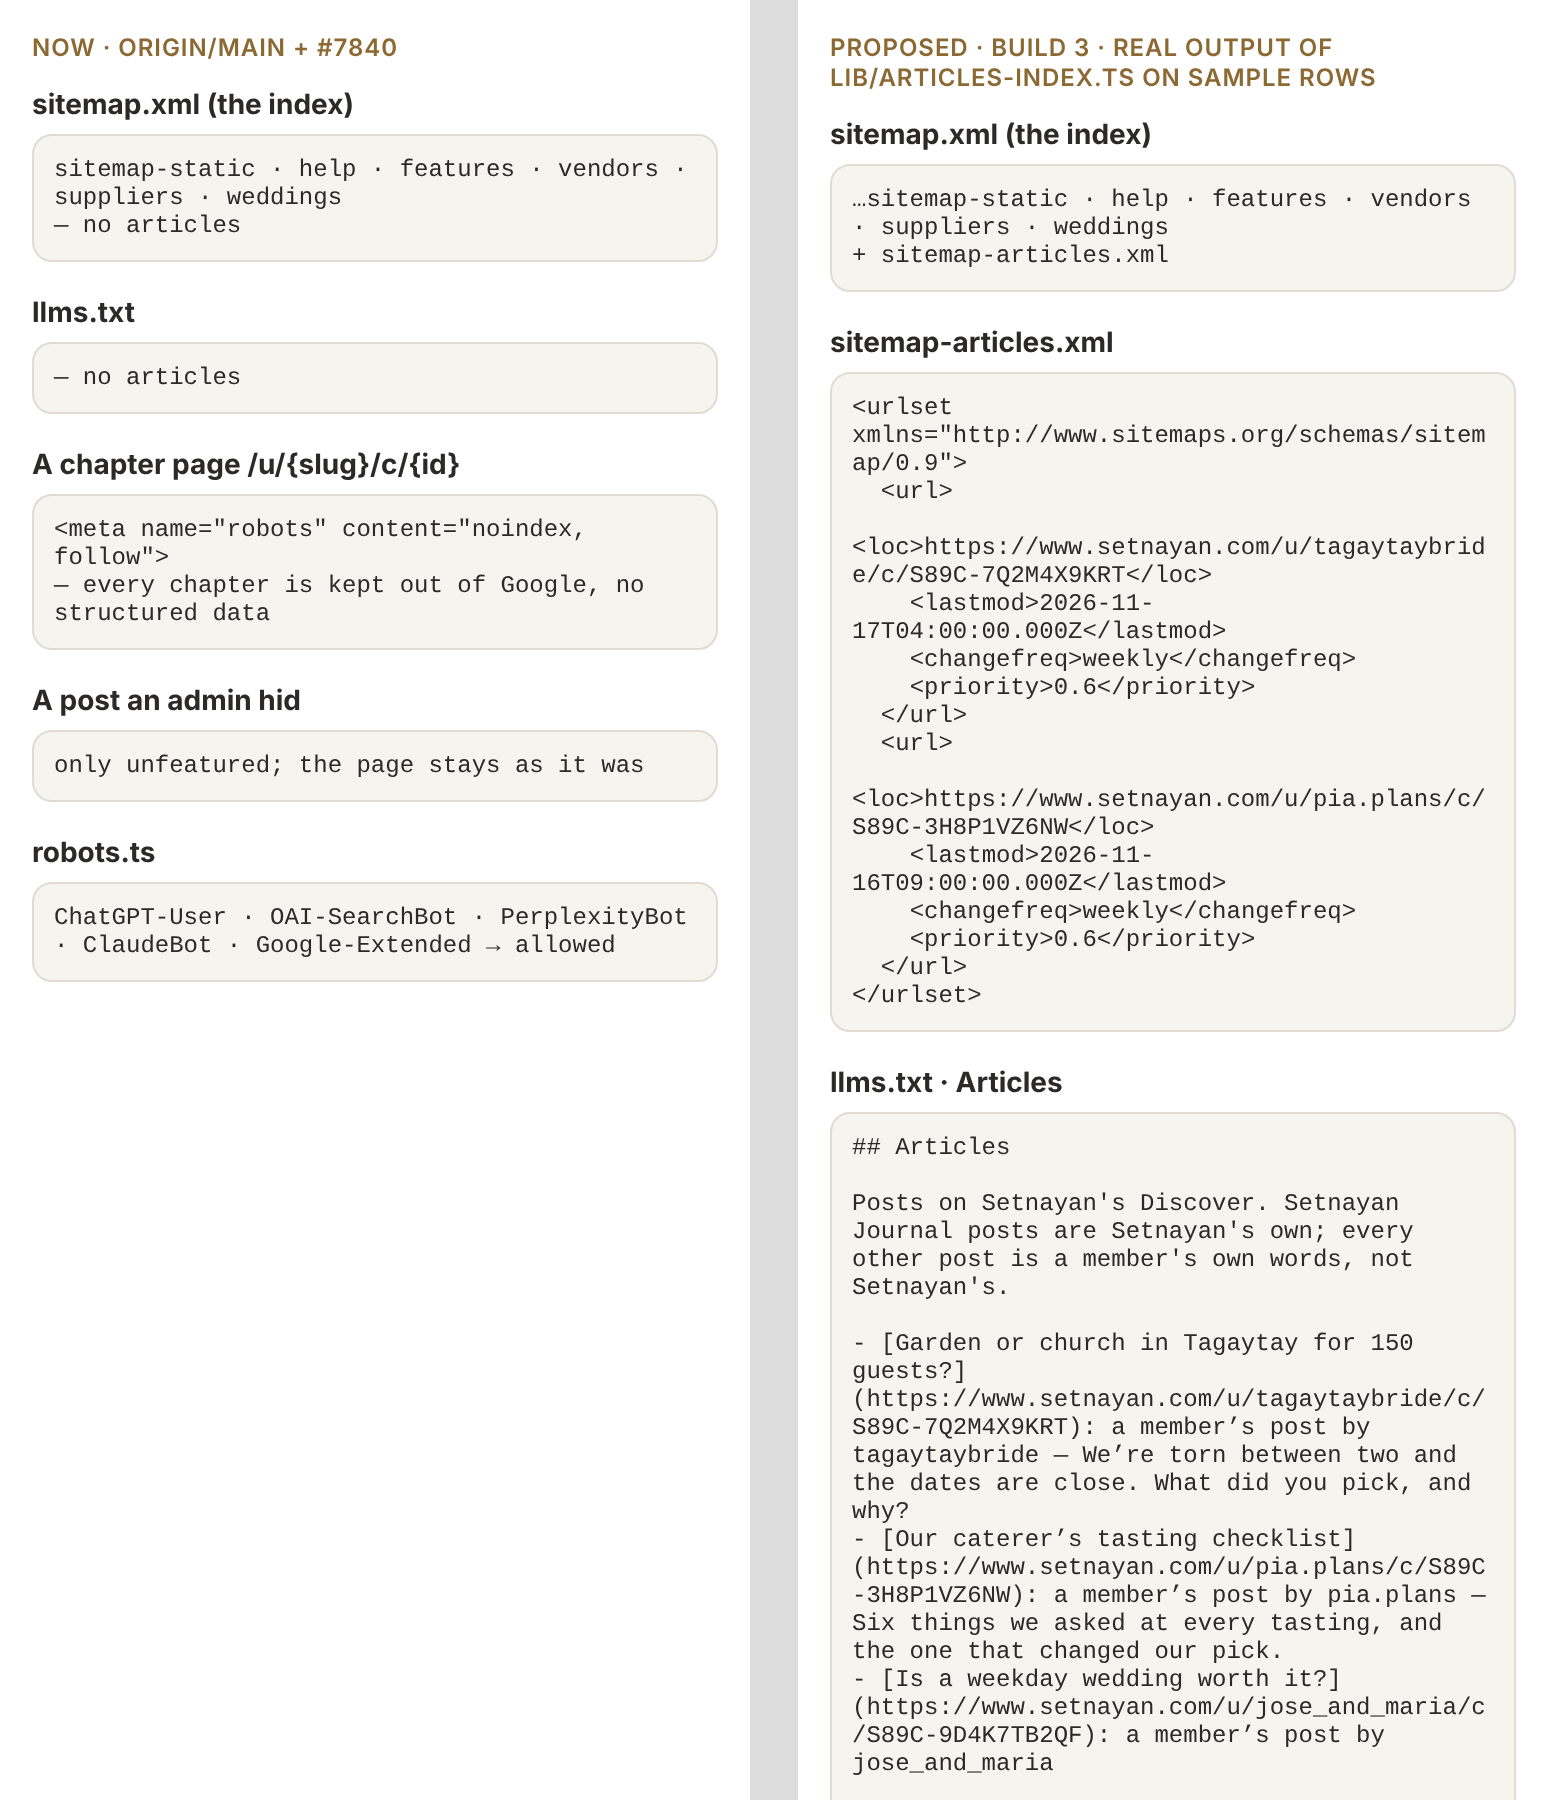 NOW · ORIGIN/MAIN + #7840
sitemap.xml (the index)
sitemap-static · help · features · vendors ·
suppliers · weddings
— no articles
llms.txt
— no articles
A chapter page /u/{slug}/c/{id}
<meta name="robots" content="noindex,
follow">
— every chapter is kept out of Google, no
structured data
A post an admin hid
only unfeatured; the page stays as it was
robots.ts
ChatGPT-User · OAI-SearchBot · PerplexityBot
· ClaudeBot · Google-Extended → allowed
PROPOSED · BUILD 3 · REAL OUTPUT OF
LIB/ARTICLES-INDEX.TS ON SAMPLE ROWS
sitemap.xml (the index)
…sitemap-static · help · features · vendors
· suppliers · weddings
+ sitemap-articles.xml
sitemap-articles.xml
<urlset
xmlns="http://www.sitemaps.org/schemas/sitem
ap/0.9">
  <url>
<loc>https://www.setnayan.com/u/tagaytaybrid
e/c/S89C-7Q2M4X9KRT</loc>
    <lastmod>2026-11-
17T04:00:00.000Z</lastmod>
    <changefreq>weekly</changefreq>
    <priority>0.6</priority>
  </url>
  <url>
<loc>https://www.setnayan.com/u/pia.plans/c/
S89C-3H8P1VZ6NW</loc>
    <lastmod>2026-11-
16T09:00:00.000Z</lastmod>
    <changefreq>weekly</changefreq>
    <priority>0.6</priority>
  </url>
</urlset>
llms.txt · Articles
## Articles
Posts on Setnayan's Discover. Setnayan
Journal posts are Setnayan's own; every
other post is a member's own words, not
Setnayan's.
- [Garden or church in Tagaytay for 150
guests?]
(https://www.setnayan.com/u/tagaytaybride/c/
S89C-7Q2M4X9KRT): a member’s post by
tagaytaybride — We’re torn between two and
the dates are close. What did you pick, and
why?
- [Our caterer’s tasting checklist]
(https://www.setnayan.com/u/pia.plans/c/S89C
-3H8P1VZ6NW): a member’s post by pia.plans —
Six things we asked at every tasting, and
the one that changed our pick.
- [Is a weekday wedding worth it?]
(https://www.setnayan.com/u/jose_and_maria/c
/S89C-9D4K7TB2QF): a member’s post by
jose_and_maria